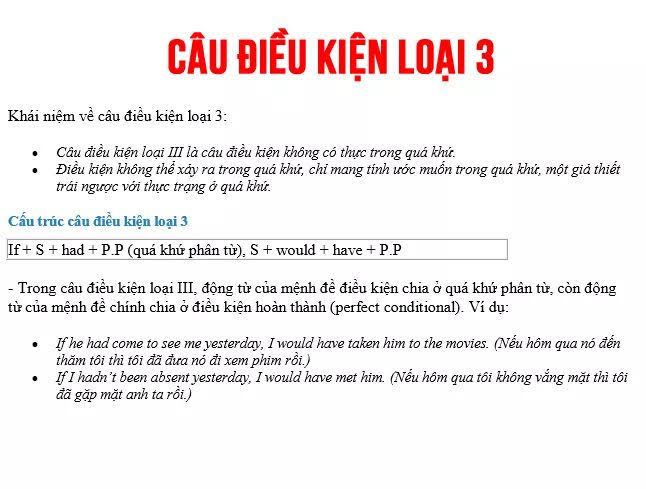 CÂU ĐIỀU KIỆN LOẠI 3
Khái niệm về câu điều kiện loại 3:
• Câu điều kiện loại III là câu điều kiện không có thực trong quá khứ.
• Điều kiện không thể xảy ra trong quá khứ, chỉ mang tính ước muốn trong quá khứ, một giả thiết
trái ngược với thực trạng ở quá khứ.
Cấu trúc câu điều kiện loại 3
If + S + had + P.P (quá khứ phân từ), S + would + have + P.P
- Trong câu điều kiện loại III, động từ của mệnh đề điều kiện chia ở quá khứ phân từ, còn động
từ của mệnh đề chính chia ở điều kiện hoàn thành (perfect conditional). Ví dụ:
• If he had come to see me yesterday, I would have taken him to the movies. (Nếu hôm qua nó đến
thăm tôi thì tôi đã đưa nó đi xem phim rồi.)
• If I hadn’t been absent yesterday, I would have met him. (Nếu hôm qua tôi không vắng mặt thì tôi
đã gặp mặt anh ta rồi.)